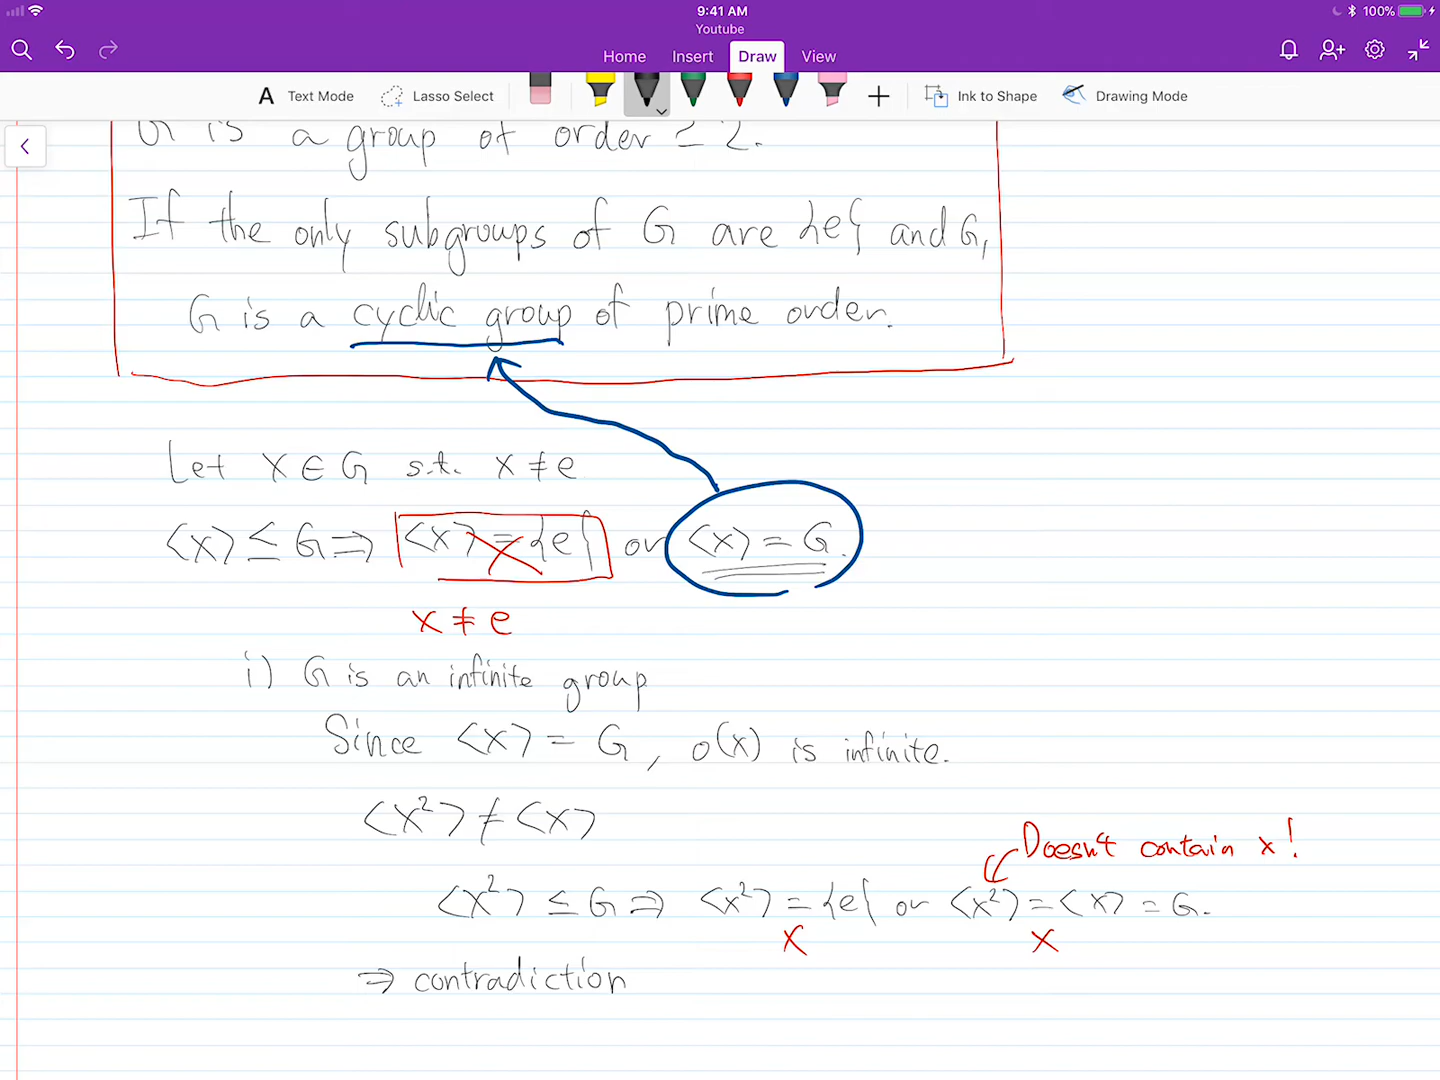 9:41 AM
100%
Youtube
Home Insert Draw View
A Text Mode Lasso Select Ink to Shape Drawing Mode
G is a group of order ≥ 2.
If the only subgroups of G are {e} and G,
G is a cyclic group of prime order.
Let x ∈ G s.t. x ≠ e
<x> ≤ G ⇒ <x> = {e} or <x> = G.
x ≠ e
i) G is an infinite group
Since <x> = G, o(x) is infinite.
<x²> ≠ <x>
Doesn't contain x!
<x²> ≤ G ⇒ <x²> = {e} or <x²> = <x> = G.
x x
⇒ contradiction